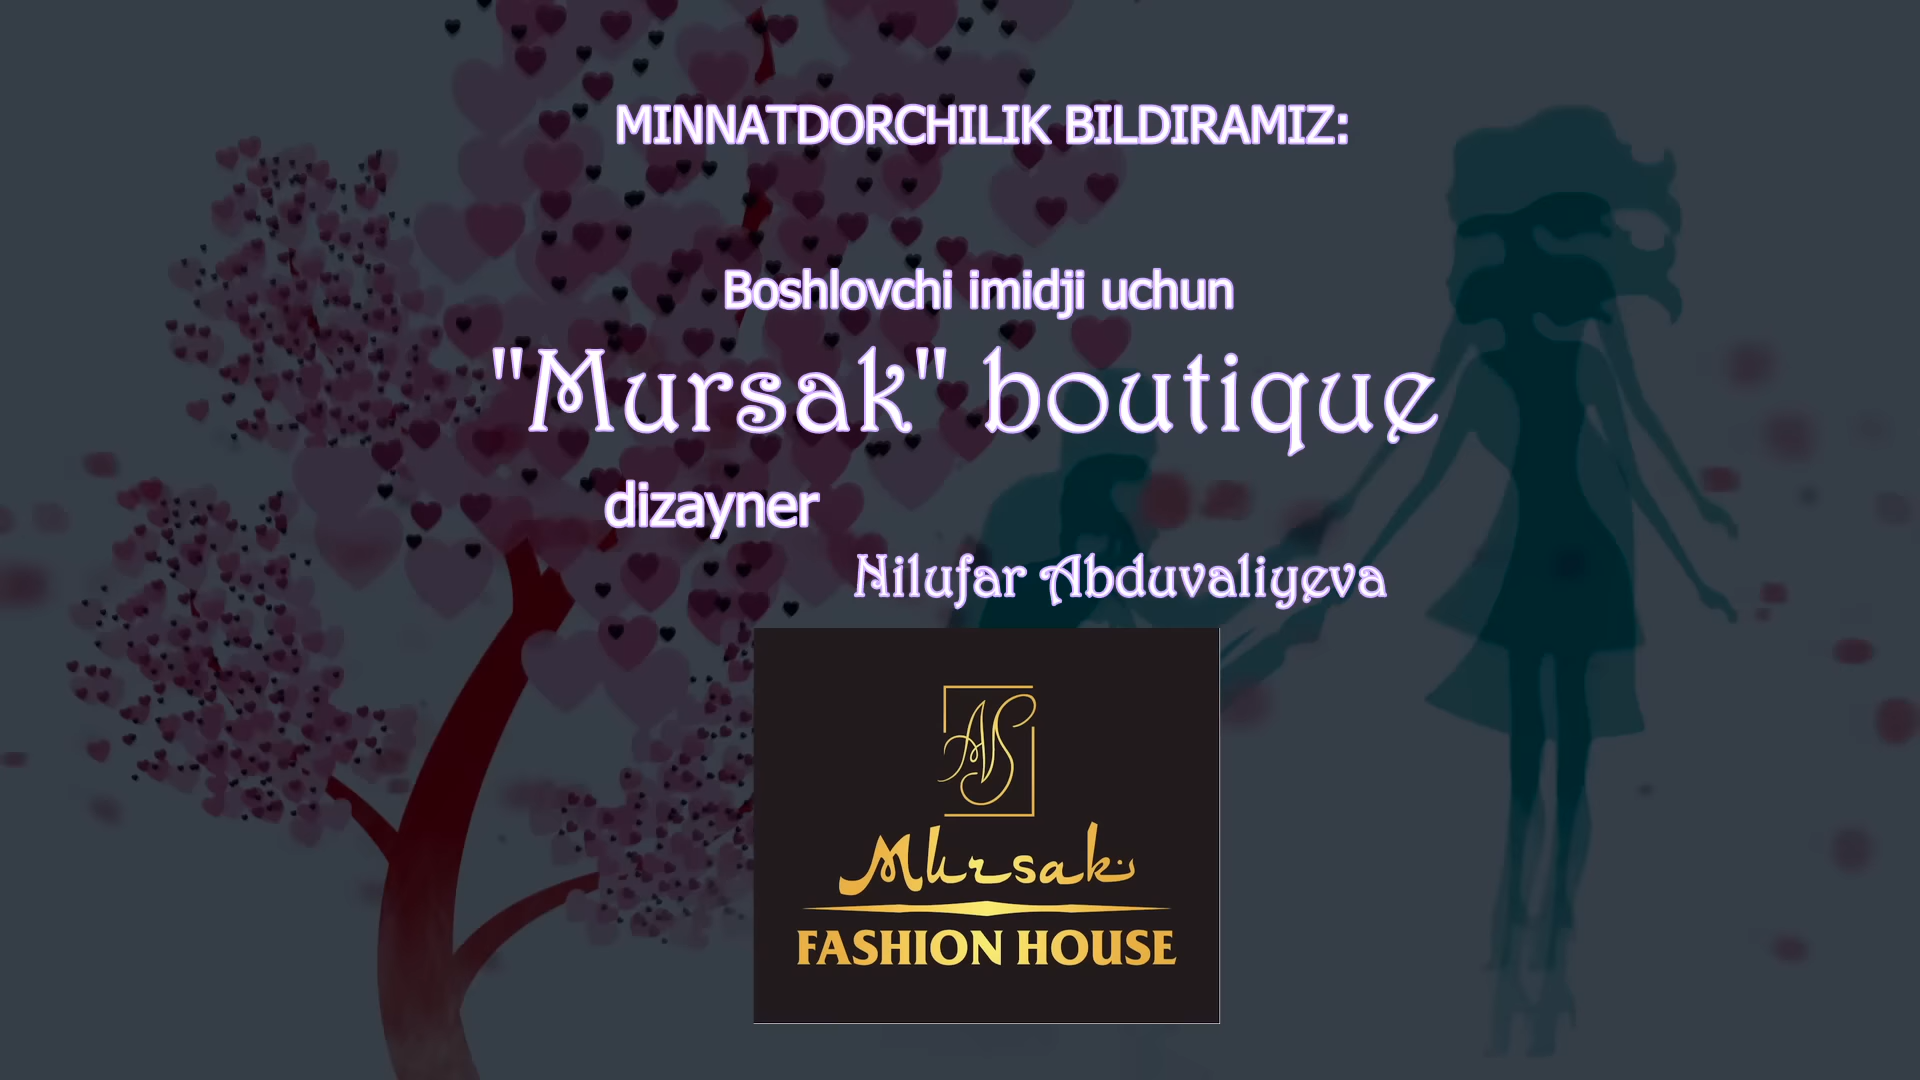 MINNATDORCHILIK BILDIRAMIZ:
Boshlovchi imidji uchun
"Mursak" boutique
dizayner
Nilufar Abduvaliyeva
Mursak
FASHION HOUSE